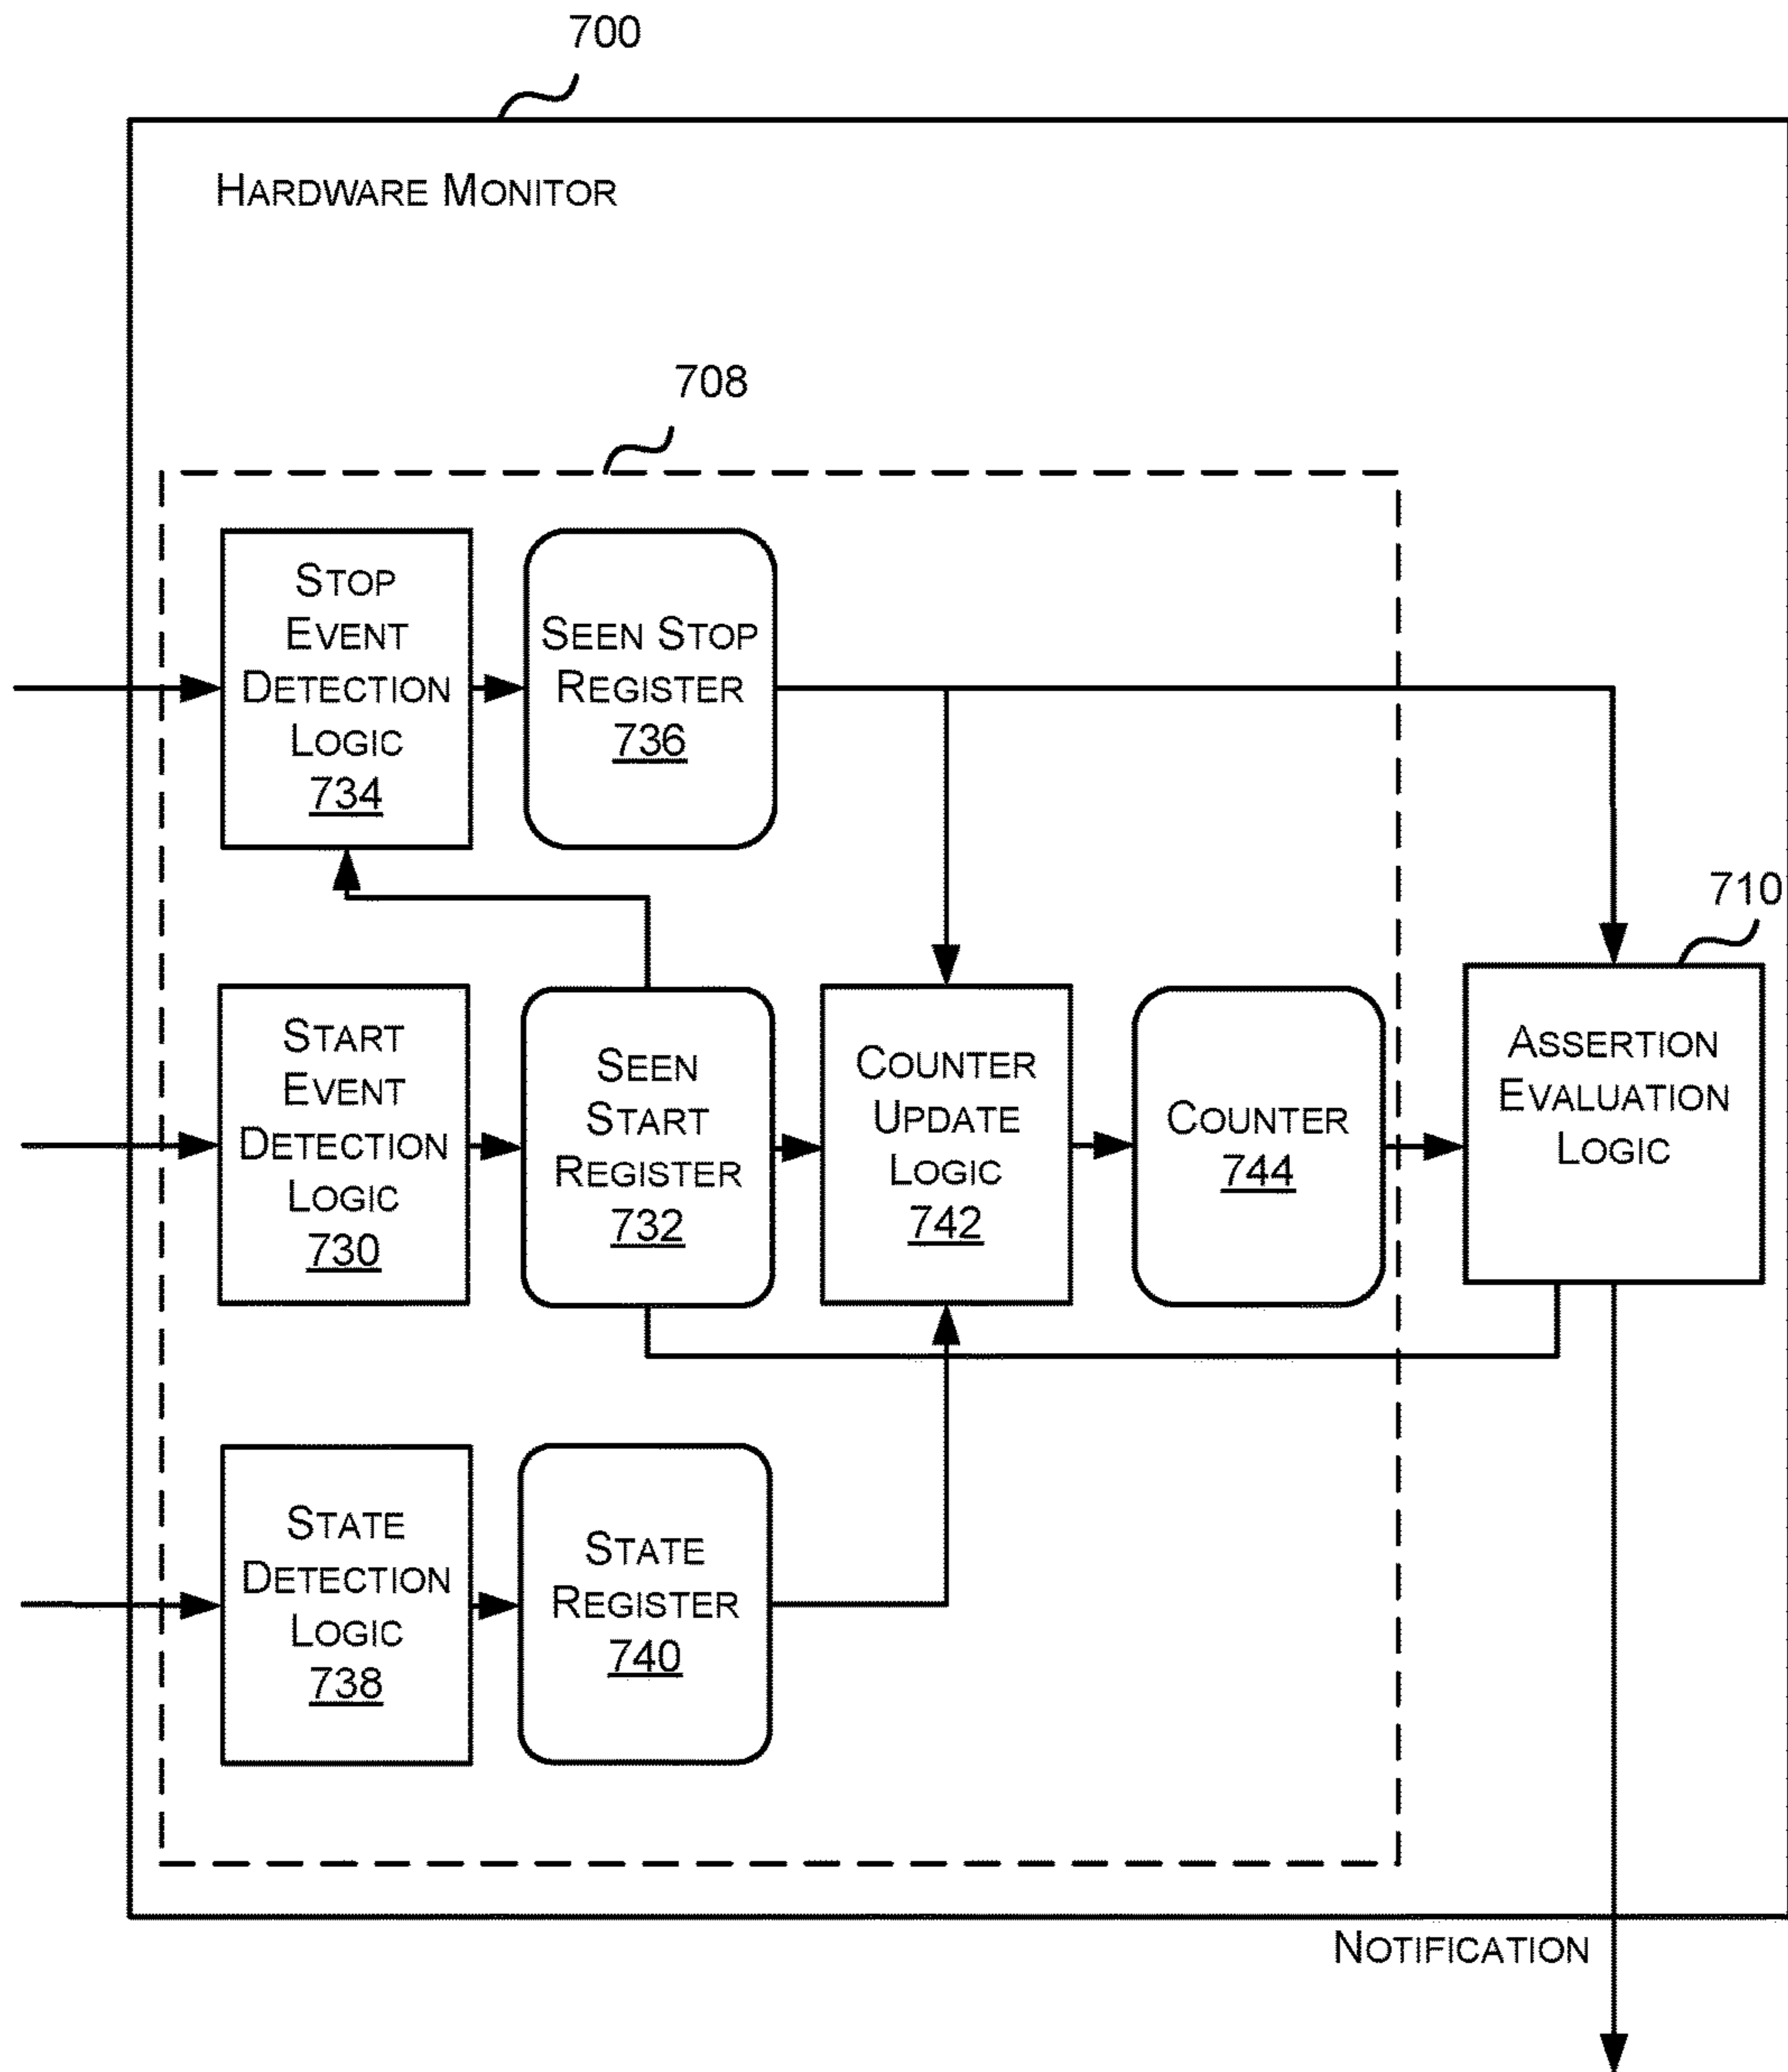 700
HARDWARE MONITOR
708
STOP
EVENT
DETECTION
LOGIC
734
SEEN STOP
REGISTER
736
710
START
EVENT
DETECTION
LOGIC
730
SEEN
START
REGISTER
732
COUNTER
UPDATE
LOGIC
742
COUNTER
744
ASSERTION
EVALUATION
LOGIC
STATE
DETECTION
LOGIC
738
STATE
REGISTER
740
NOTIFICATION